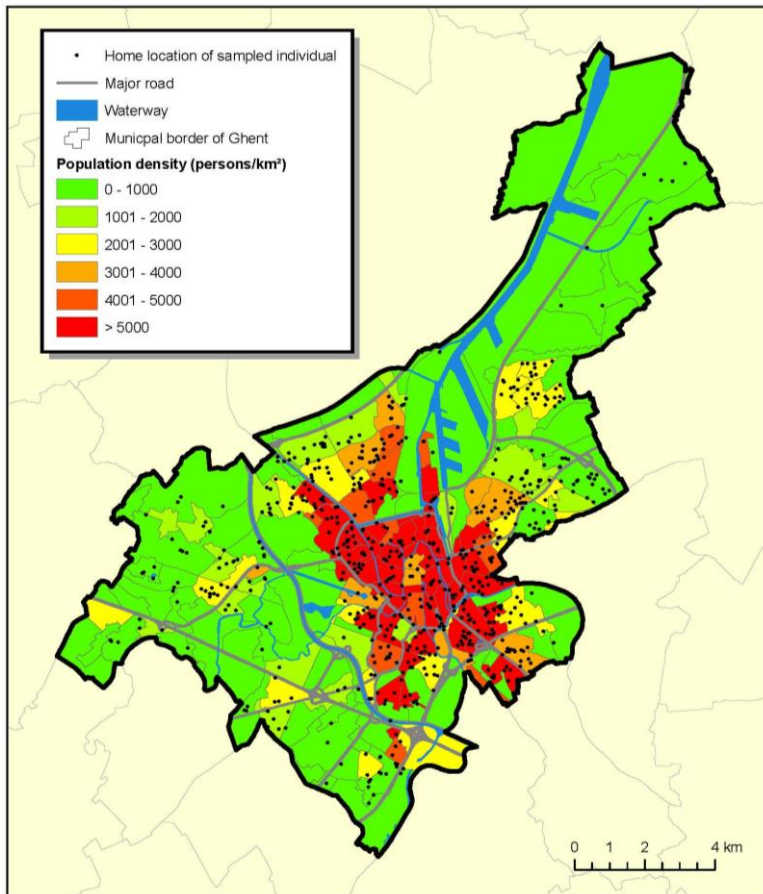 Home location of sampled individual
Major road
Waterway
Municpal border of Ghent
Population density (persons/km²)
0 - 1000
1001 - 2000
2001 - 3000
3001 - 4000
4001 - 5000
> 5000
0 1 2 4 km